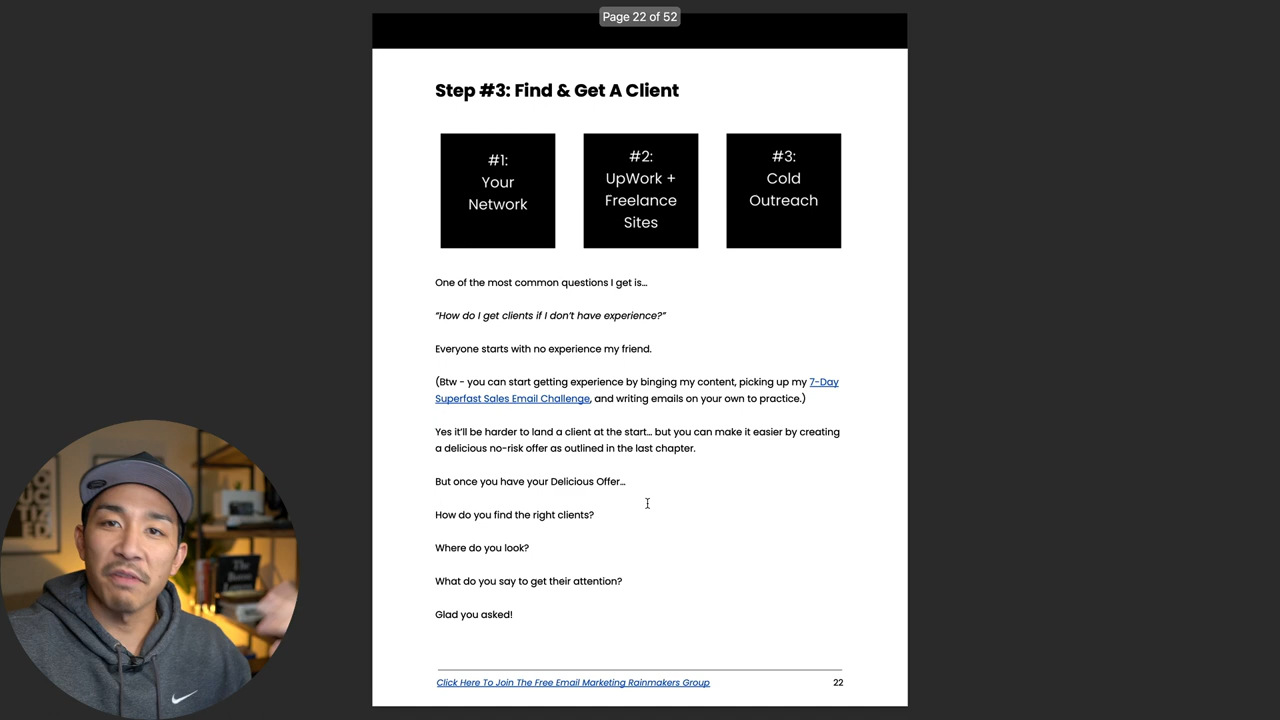 Page 22 of 52
Step #3: Find & Get A Client
#1:
Your
Network
#2:
UpWork +
Freelance
Sites
#3:
Cold
Outreach
One of the most common questions I get is...
“How do I get clients if I don’t have experience?”
Everyone starts with no experience my friend.
(Btw - you can start getting experience by binging my content, picking up my 7-Day
Superfast Sales Email Challenge, and writing emails on your own to practice.)
Yes it’ll be harder to land a client at the start... but you can make it easier by creating
a delicious no-risk offer as outlined in the last chapter.
But once you have your Delicious Offer...
How do you find the right clients?
Where do you look?
What do you say to get their attention?
Glad you asked!
Click Here To Join The Free Email Marketing Rainmakers Group
22